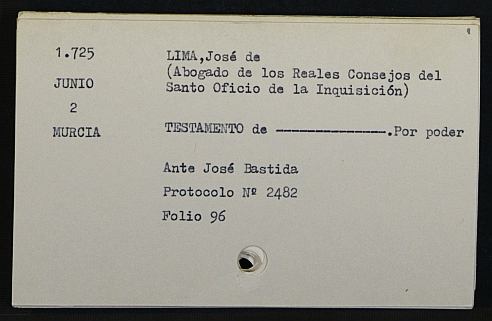 1.725
JUNIO
2
MURCIA
LIMA,José de
(Abogado de los Reales Consejos del
Santo Oficio de la Inquisición)
TESTAMENTO de ----------------.Por poder
Ante José Bastida
Protocolo Nº 2482
Folio 96